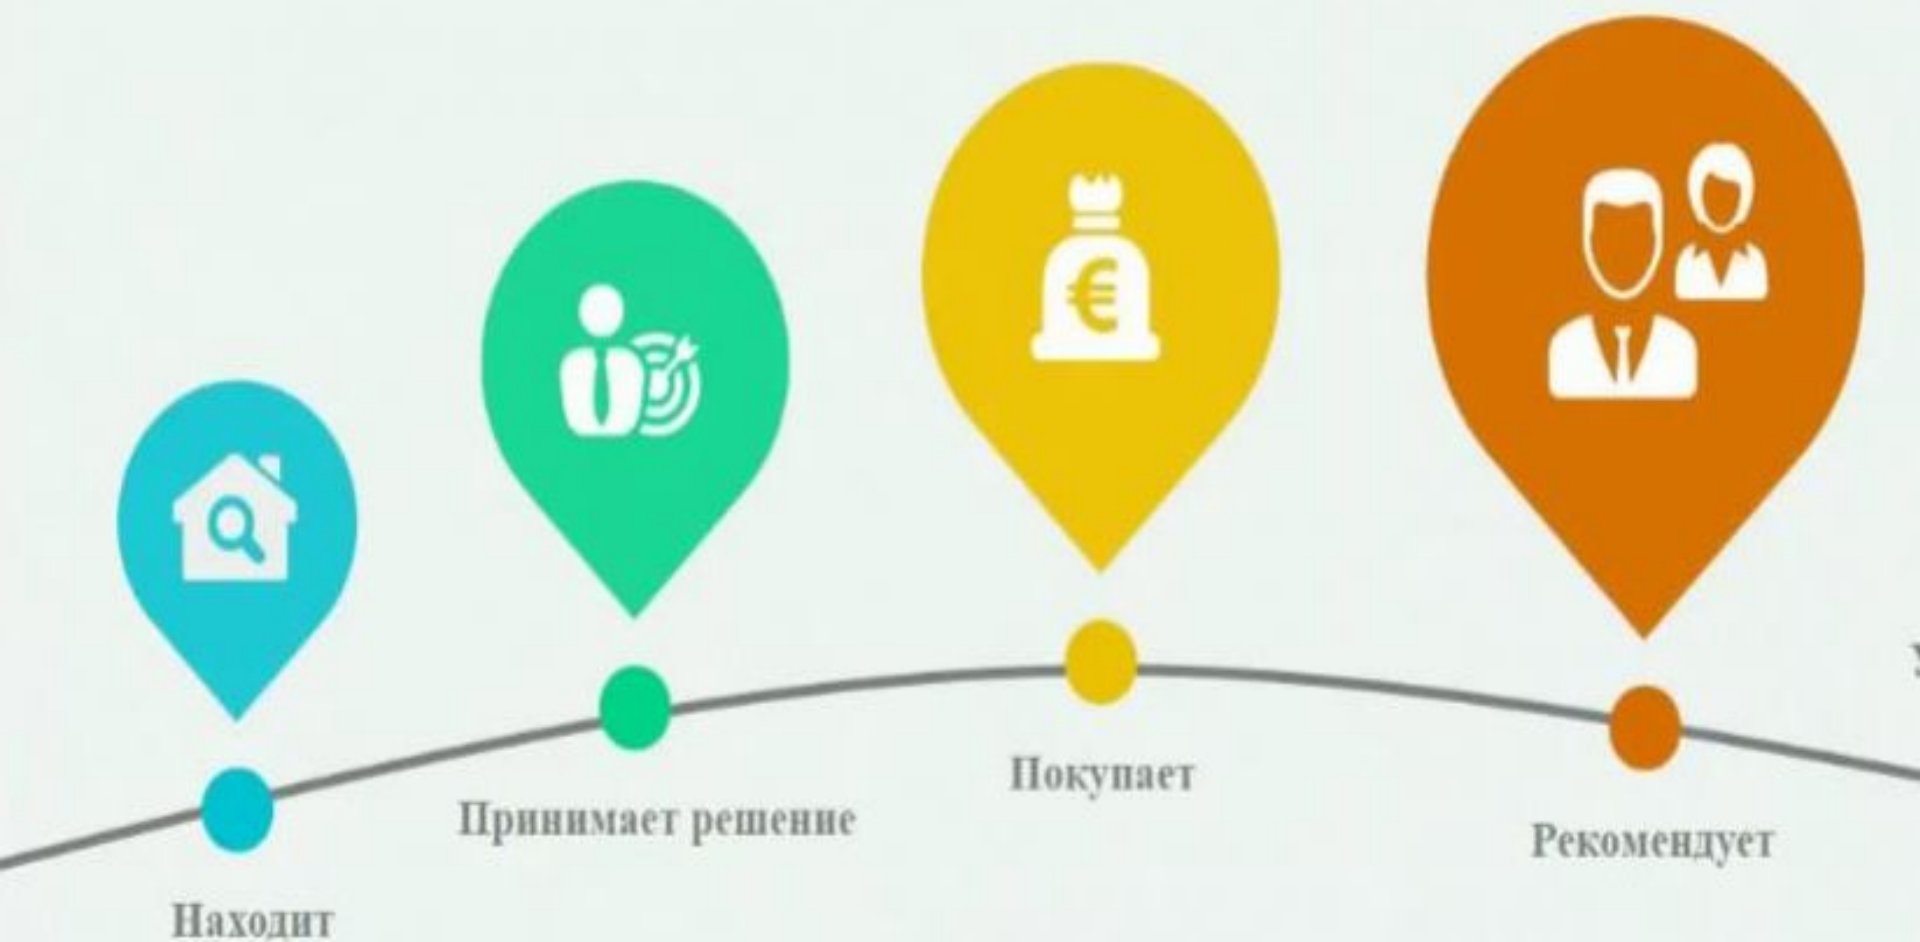 Находит
Принимает решение
Покупает
Рекомендует